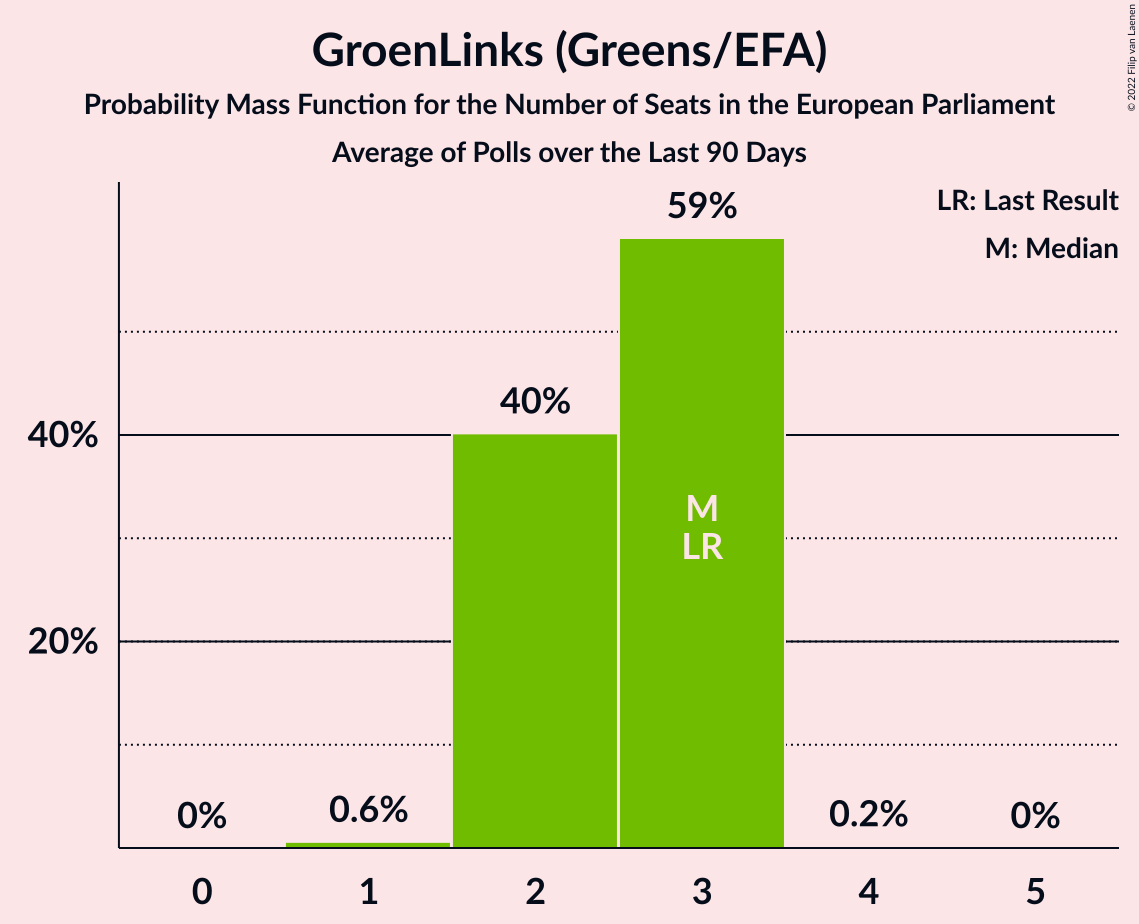 GroenLinks (Greens/EFA)
Probability Mass Function for the Number of Seats in the European Parliament
Average of Polls over the Last 90 Days
© 2022 Filip van Laenen
LR: Last Result
M: Median
59%
40%
40%
M
LR
20%
0%
0.6%
0.2%
0%
0
1
2
3
4
5